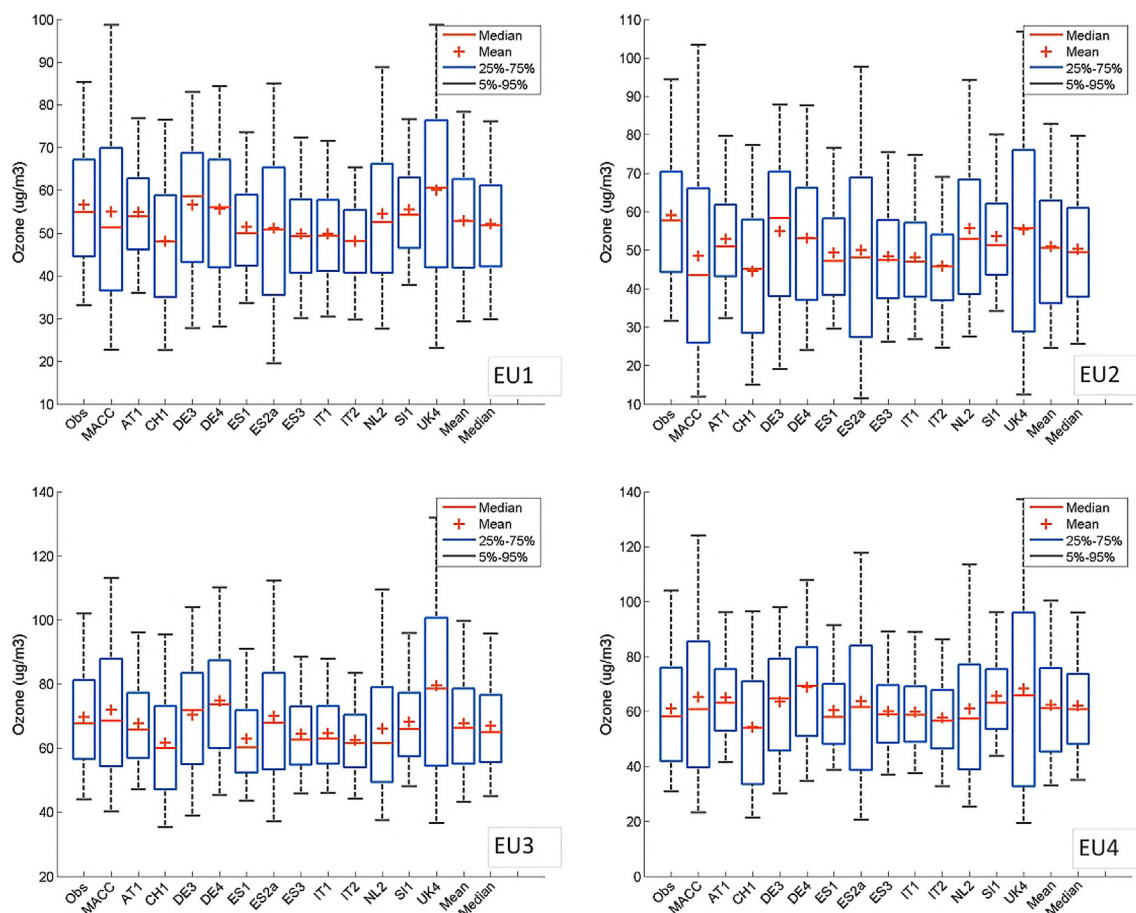 100
90
80
70
60
50
40
30
20
10
Ozone (ug/m3)
Median
Mean
25%-75%
5%-95%
EU1
Obs MACC AT1 CH1 DE3 DE4 ES1 ES2a ES3 IT1 IT2 NL2 SI1 UK4 Mean Median
110
100
90
80
70
60
50
40
30
20
10
Ozone (ug/m3)
Median
Mean
25%-75%
5%-95%
EU2
Obs MACC AT1 CH1 DE3 DE4 ES1 ES2a ES3 IT1 IT2 NL2 SI1 UK4 Mean Median
140
120
100
80
60
40
20
Ozone (ug/m3)
Median
Mean
25%-75%
5%-95%
EU3
Obs MACC AT1 CH1 DE3 DE4 ES1 ES2a ES3 IT1 IT2 NL2 SI1 UK4 Mean Median
140
120
100
80
60
40
20
0
Ozone (ug/m3)
Median
Mean
25%-75%
5%-95%
EU4
Obs MACC AT1 CH1 DE3 DE4 ES1 ES2a ES3 IT1 IT2 NL2 SI1 UK4 Mean Median